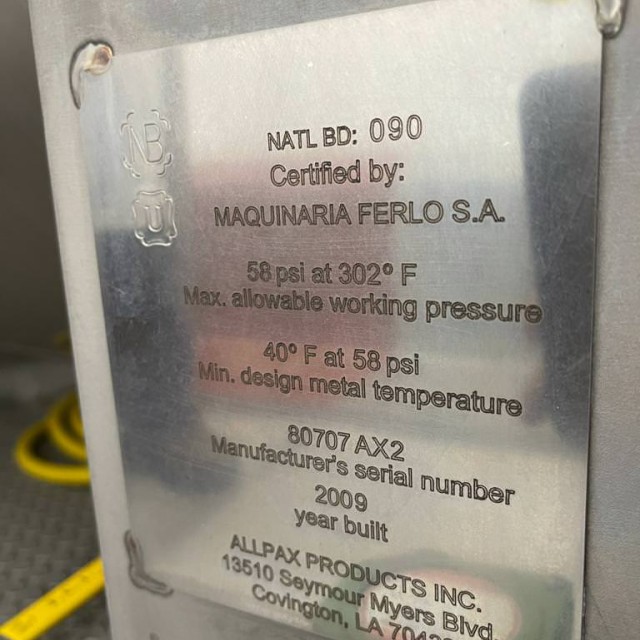 NB
U
NATL BD: 090
Certified by:
MAQUINARIA FERLO S.A.
58 psi at 302° F
Max. allowable working pressure
40° F at 58 psi
Min. design metal temperature
80707 AX2
Manufacturer's serial number
2009
year built
ALLPAX PRODUCTS INC.
13510 Seymour Myers Blvd.
Covington, LA